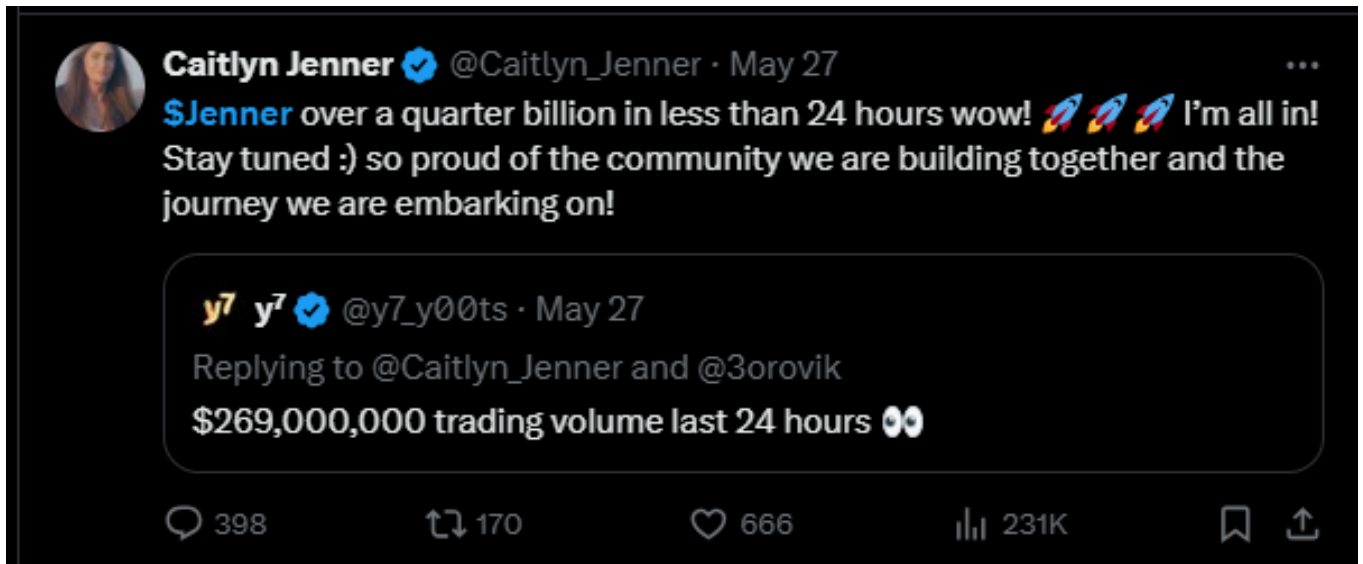 Caitlyn Jenner @Caitlyn_Jenner · May 27
$Jenner over a quarter billion in less than 24 hours wow! 🚀 🚀 🚀 I'm all in!
Stay tuned :) so proud of the community we are building together and the
journey we are embarking on!
y⁷ y⁷ @y7_y00ts · May 27
Replying to @Caitlyn_Jenner and @3orovik
$269,000,000 trading volume last 24 hours 👀
398 170 666 231K